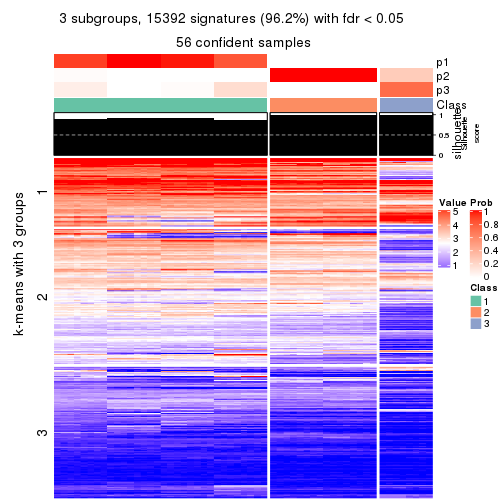 3 subgroups, 15392 signatures (96.2%) with fdr < 0.05
56 confident samples
p1
p2
p3
Class
1
0.5
0
silhouette
Silhouette
score
k-means with 3 groups
1
2
3
Value
5
4
3
2
1
Prob
1
0.8
0.6
0.4
0.2
0
Class
1
2
3